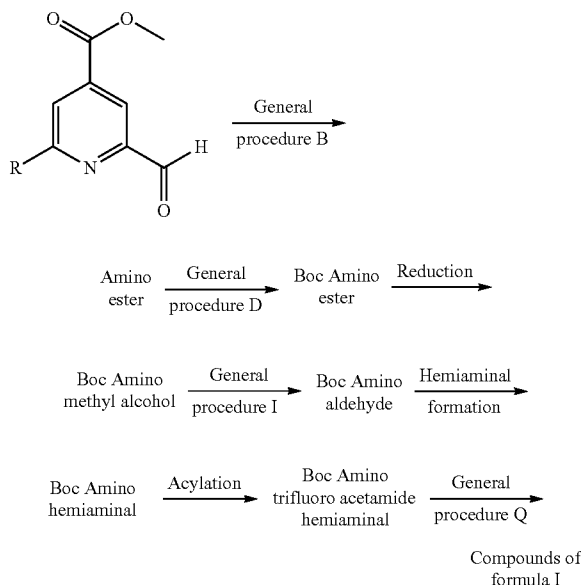 O
O
General
procedure B
R
N
H
O
Amino
ester
General
procedure D
Boc Amino
ester
Reduction
Boc Amino
methyl alcohol
General
procedure I
Boc Amino
aldehyde
Hemiaminal
formation
Boc Amino
hemiaminal
Acylation
Boc Amino
trifluoro acetamide
hemiaminal
General
procedure Q
Compounds of
formula I